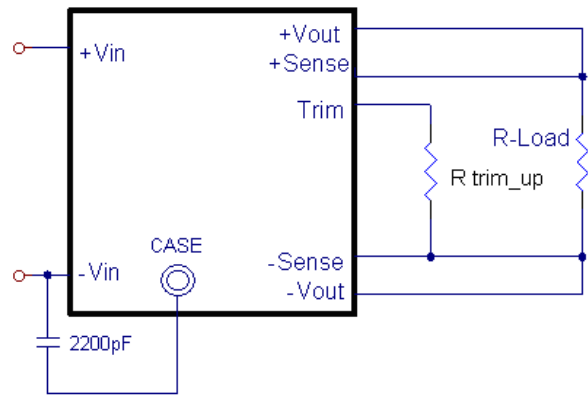 +Vout
+Vin
+Sense
Trim
R-Load
R trim_up
CASE
-Vin
-Sense
-Vout
2200pF